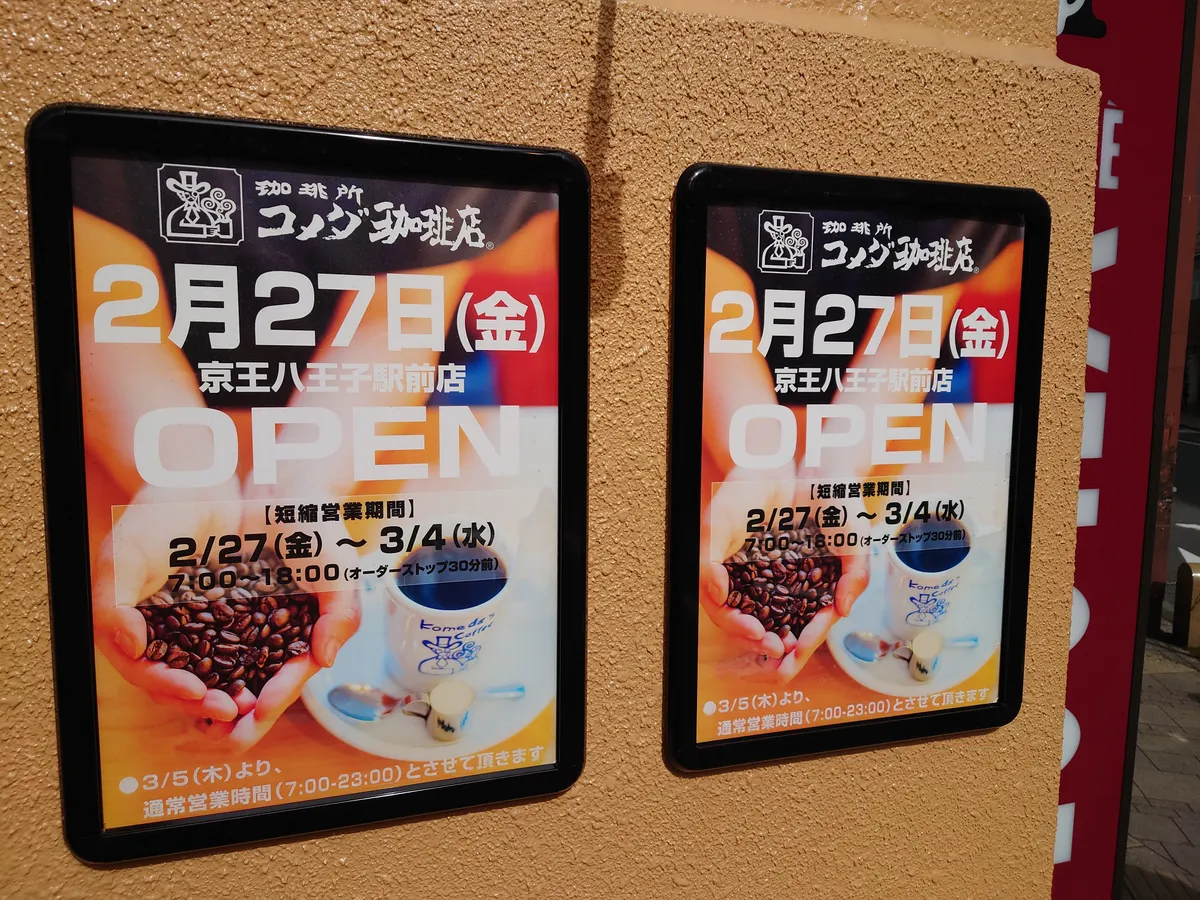 珈琲所
コメダ珈琲店®
2月27日(金)
京王八王子駅前店
OPEN
【短縮営業期間】
2/27(金)～3/4(水)
7:00～18:00(オーダーストップ30分前)
Komeda's
Coffee
●3/5(木)より、
通常営業時間(7:00-23:00)とさせて頂きます
珈琲所
コメダ珈琲店®
2月27日(金)
京王八王子駅前店
OPEN
【短縮営業期間】
2/27(金)～3/4(水)
7:00～18:00(オーダーストップ30分前)
Komeda's
Coffee
●3/5(木)より、
通常営業時間(7:00-23:00)とさせて頂きます